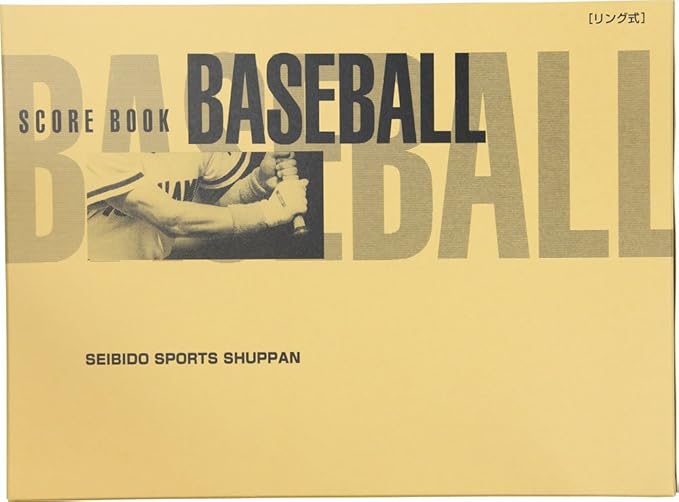 [リング式]
BASEBALL
SCORE BOOK BASEBALL
SEIBIDO SPORTS SHUPPAN